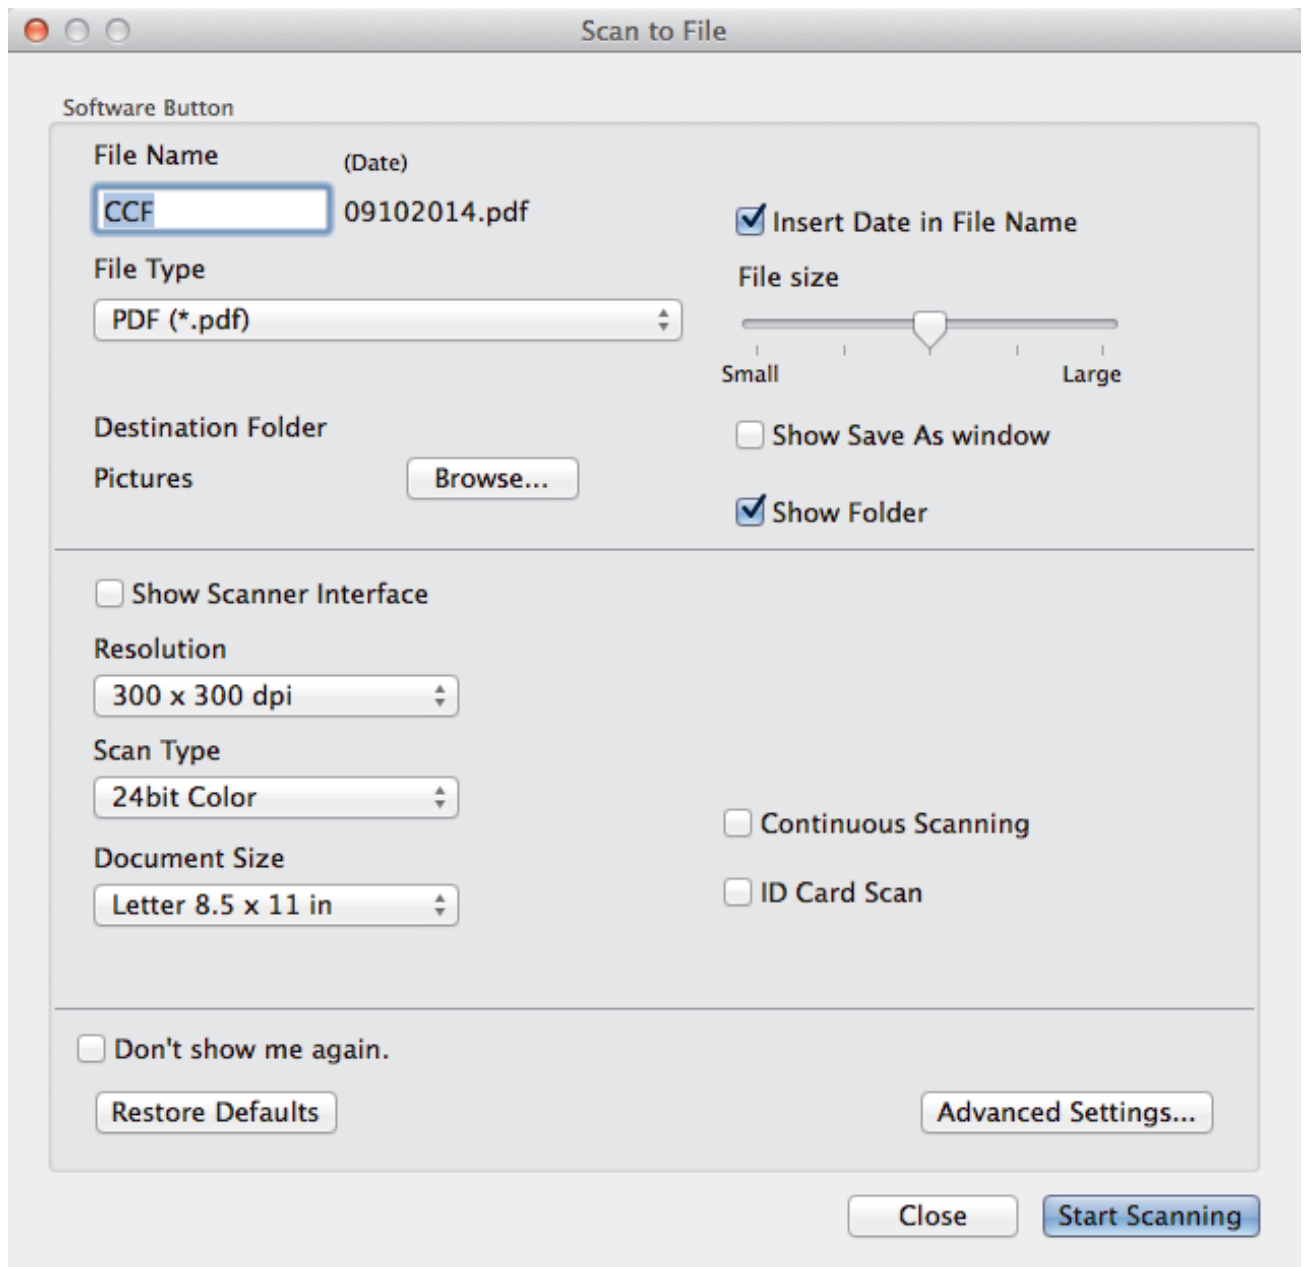 Scan to File
Software Button
File Name (Date)
CCF 09102014.pdf
Insert Date in File Name
File Type
File size
PDF (*.pdf)
Small Large
Destination Folder
Show Save As window
Pictures Browse...
Show Folder
Show Scanner Interface
Resolution
300 x 300 dpi
Scan Type
24bit Color
Continuous Scanning
Document Size
ID Card Scan
Letter 8.5 x 11 in
Don't show me again.
Restore Defaults Advanced Settings...
Close Start Scanning